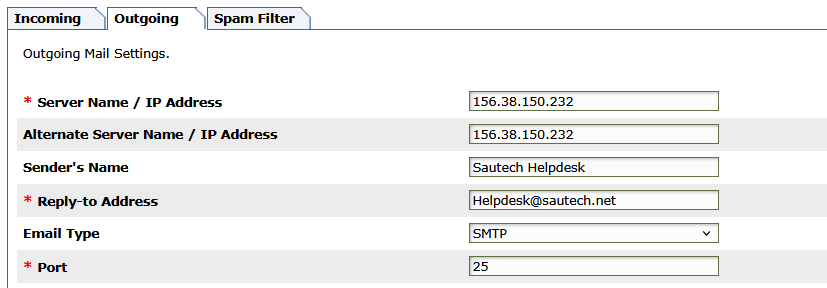 Incoming Outgoing Spam Filter
Outgoing Mail Settings.
* Server Name / IP Address 156.38.150.232
Alternate Server Name / IP Address 156.38.150.232
Sender's Name Sautech Helpdesk
* Reply-to Address Helpdesk@sautech.net
Email Type SMTP
* Port 25